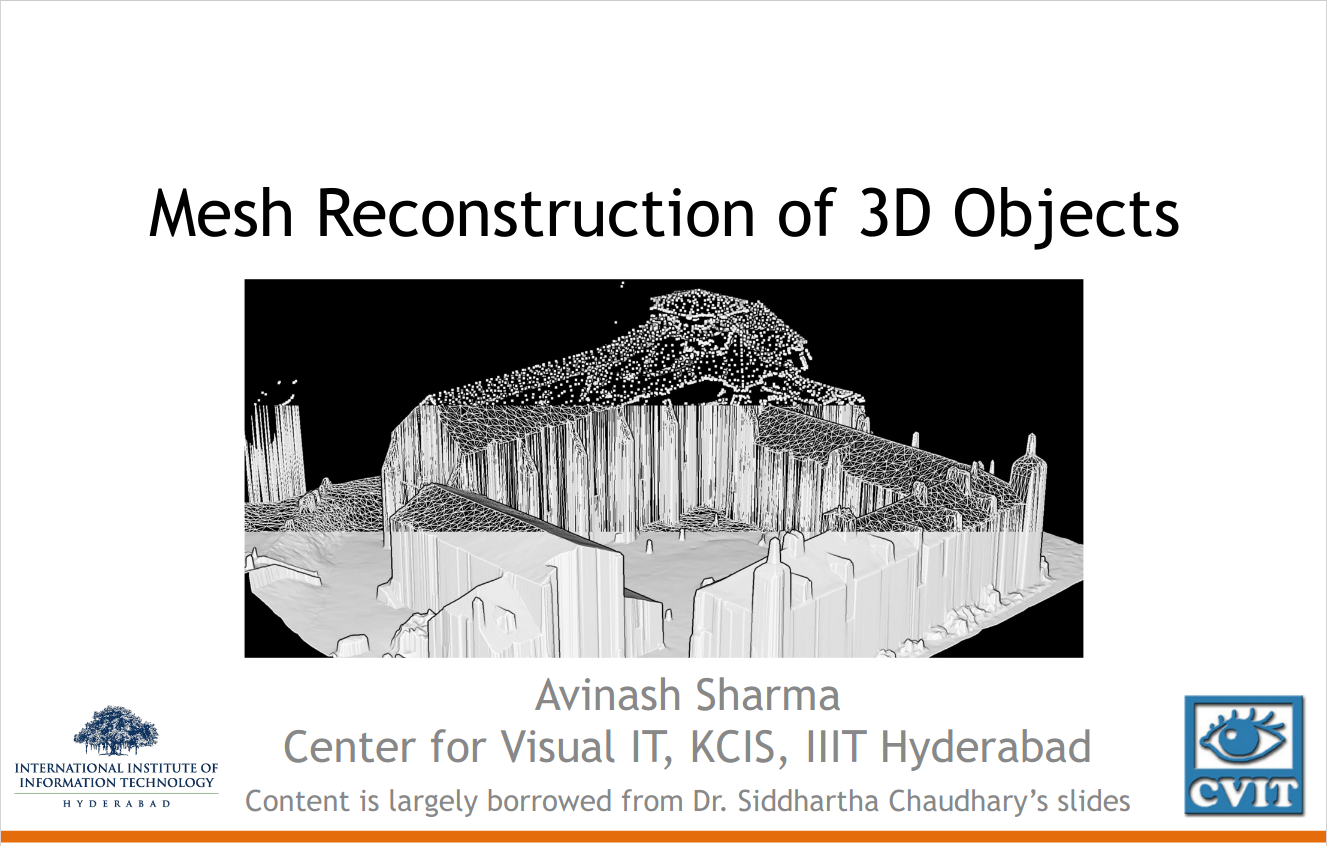 Mesh Reconstruction of 3D Objects
Avinash Sharma
Center for Visual IT, KCIS, IIIT Hyderabad
Content is largely borrowed from Dr. Siddhartha Chaudhary’s slides
INTERNATIONAL INSTITUTE OF
INFORMATION TECHNOLOGY
HYDERABAD
CVIT